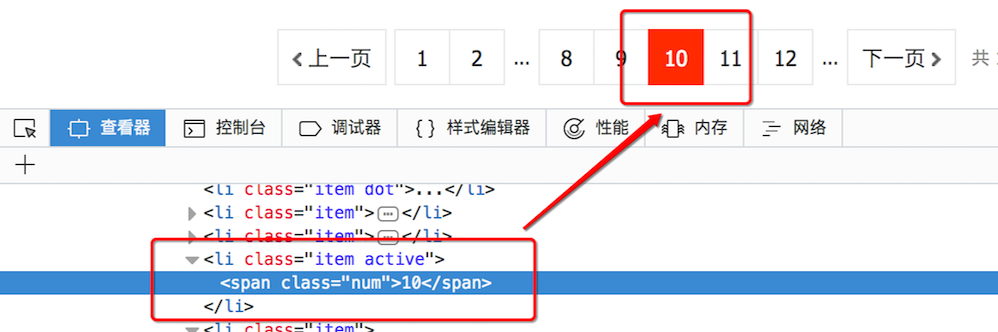 上一页 1 2 ... 8 9 10 11 12 ... 下一页 共
查看器 控制台 调试器 {} 样式编辑器 性能 内存 网络
<li class="item dot">...</li>
<li class="item">…</li>
<li class="item">…</li>
<li class="item active">
<span class="num">10</span>
</li>
<li class="item">